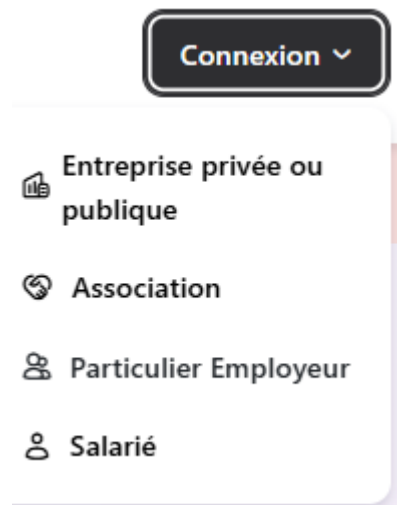 Connexion
Entreprise privée ou
publique
Association
Particulier Employeur
Salarié